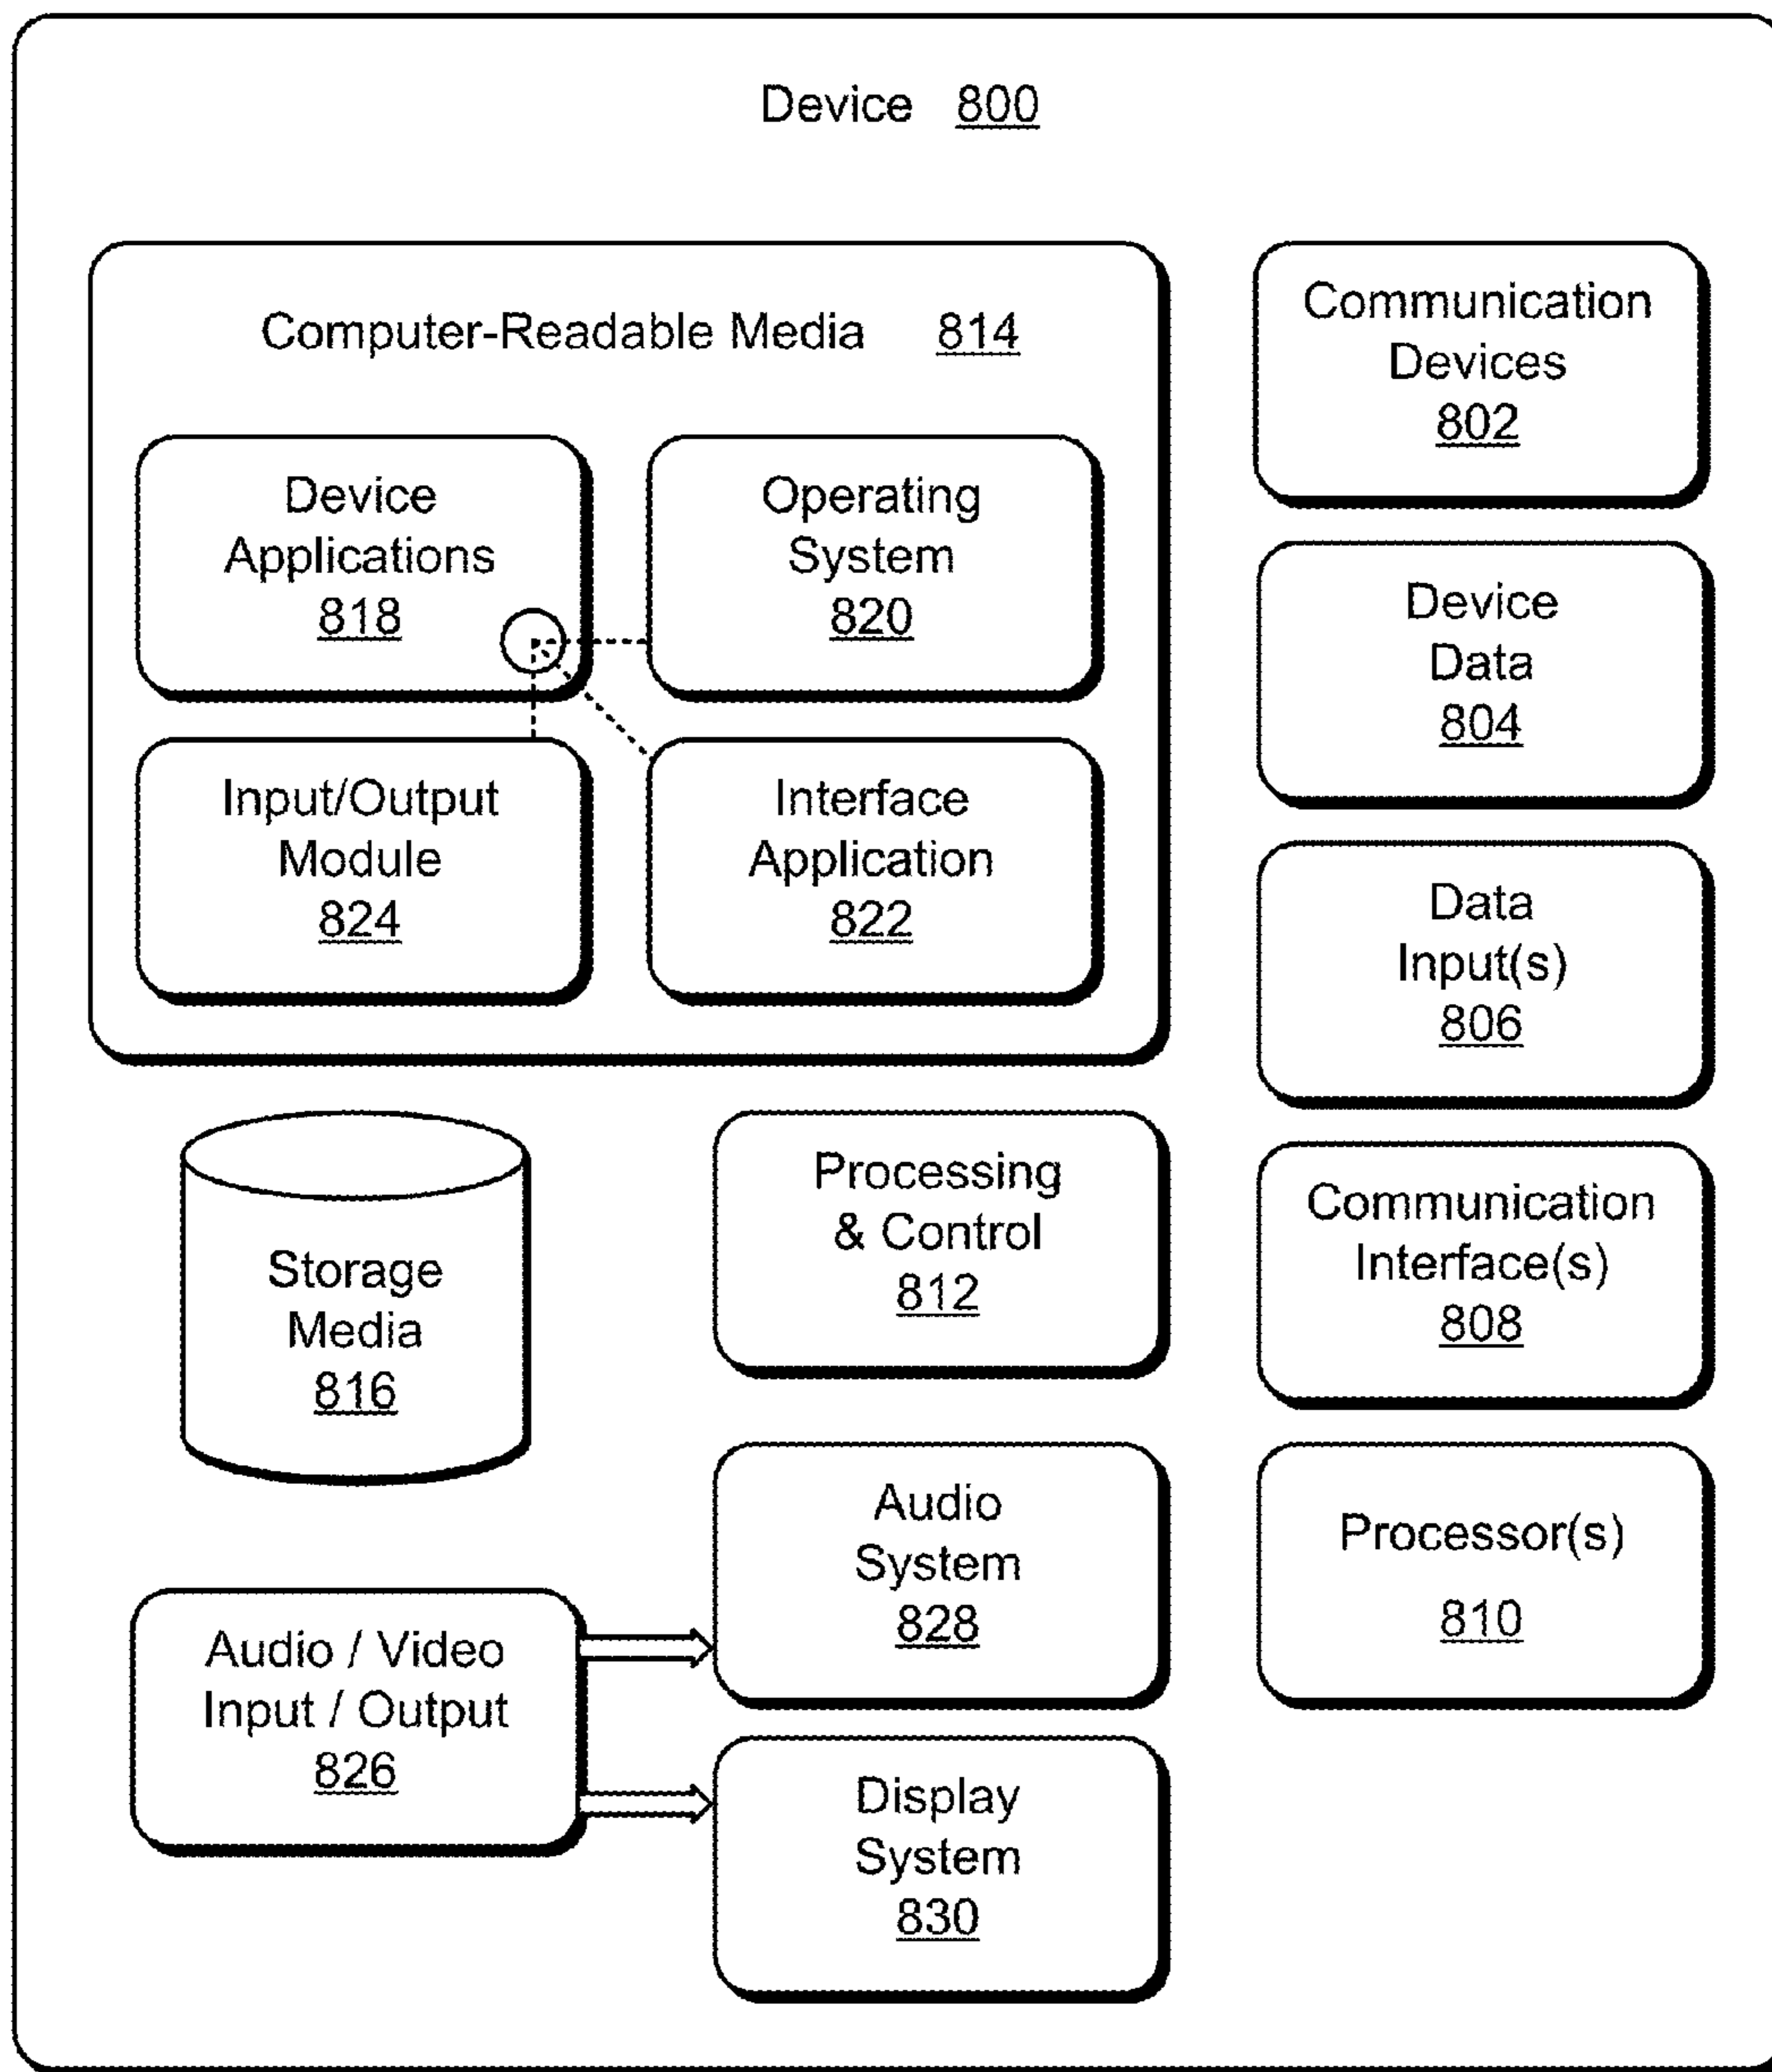 Device 800
Computer-Readable Media 814
Device
Applications
818
Operating
System
820
Input/Output
Module
824
Interface
Application
822
Communication
Devices
802
Device
Data
804
Data
Input(s)
806
Communication
Interface(s)
808
Processor(s)
810
Storage
Media
816
Processing
& Control
812
Audio / Video
Input / Output
826
Audio
System
828
Display
System
830